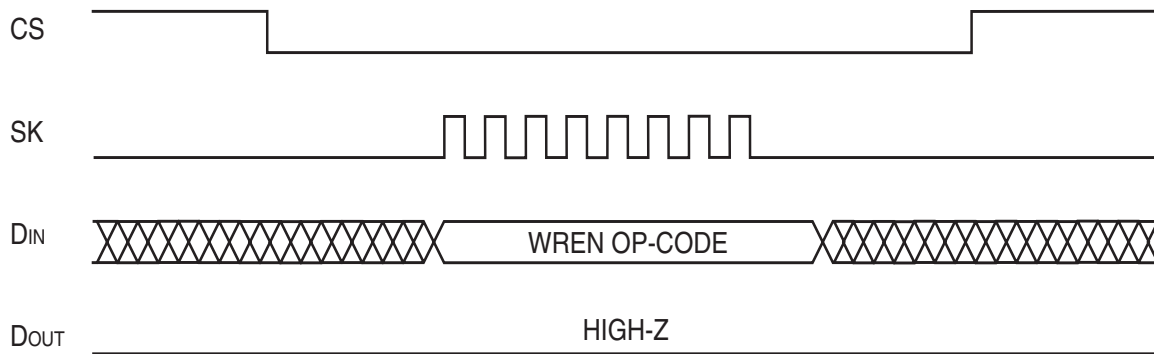 CS
SK
DIN
WREN OP-CODE
DOUT
HIGH-Z